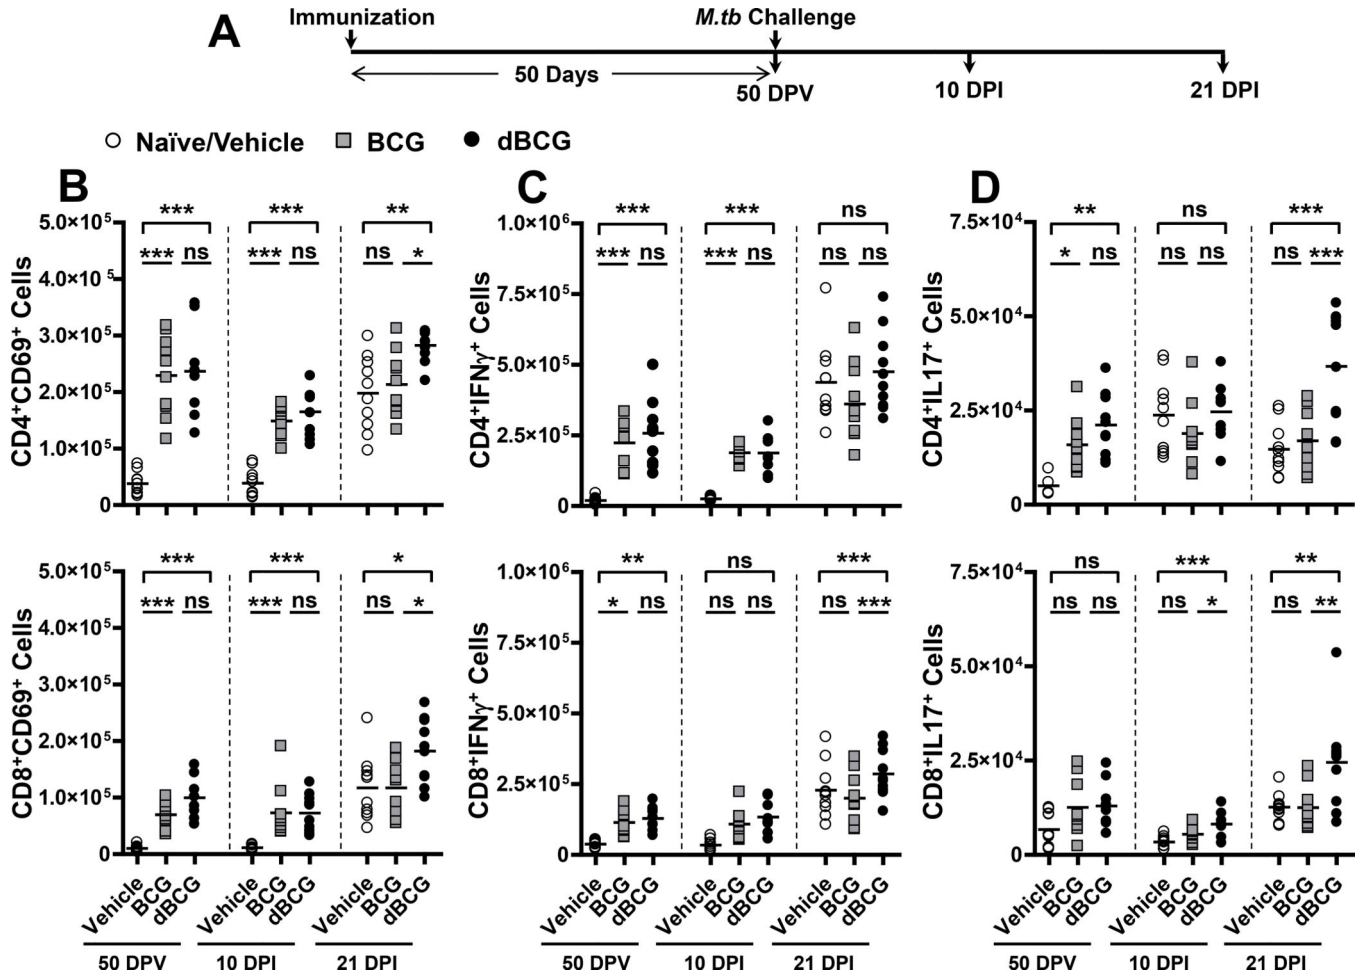 A
Immunization
M.tb Challenge
50 Days
50 DPV
10 DPI
21 DPI
Naïve/Vehicle
BCG
dBCG
B
CD4⁺CD69⁺ Cells
5.0×10⁵
4.0×10⁵
3.0×10⁵
2.0×10⁵
1.0×10⁵
0
***
***
ns
***
***
ns
**
ns
*
C
CD4⁺IFNγ⁺ Cells
1.0×10⁶
7.5×10⁵
5.0×10⁵
2.5×10⁵
0
***
***
ns
***
***
ns
ns
ns
ns
D
CD4⁺IL17⁺ Cells
7.5×10⁴
5.0×10⁴
2.5×10⁴
0
**
*
ns
ns
ns
ns
***
ns
***
CD8⁺CD69⁺ Cells
5.0×10⁵
4.0×10⁵
3.0×10⁵
2.0×10⁵
1.0×10⁵
0
***
***
ns
***
***
ns
*
ns
*
Vehicle
BCG
dBCG
Vehicle
BCG
dBCG
Vehicle
BCG
dBCG
50 DPV
10 DPI
21 DPI
CD8⁺IFNγ⁺ Cells
1.0×10⁶
7.5×10⁵
5.0×10⁵
2.5×10⁵
0
**
*
ns
ns
ns
ns
***
ns
***
Vehicle
BCG
dBCG
Vehicle
BCG
dBCG
Vehicle
BCG
dBCG
50 DPV
10 DPI
21 DPI
CD8⁺IL17⁺ Cells
7.5×10⁴
5.0×10⁴
2.5×10⁴
0
ns
ns
ns
***
ns
*
**
ns
**
Vehicle
BCG
dBCG
Vehicle
BCG
dBCG
Vehicle
BCG
dBCG
50 DPV
10 DPI
21 DPI